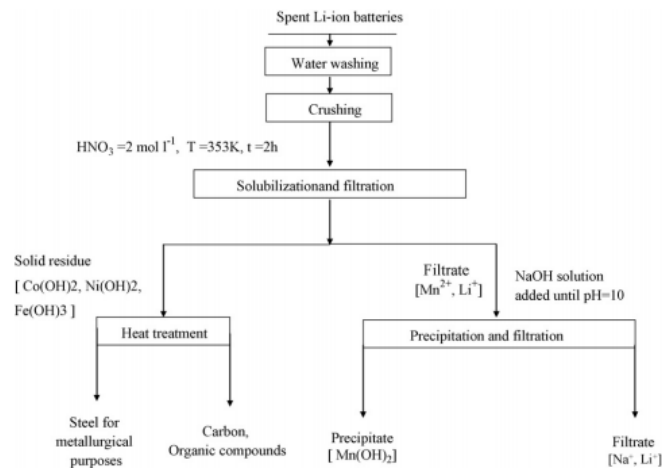 Spent Li-ion batteries
Water washing
Crushing
HNO₃ =2 mol l⁻¹, T =353K, t =2h
Solubilizationand filtration
Solid residue
[ Co(OH)2, Ni(OH)2,
Fe(OH)3 ]
Filtrate
[Mn²⁺, Li⁺]
NaOH solution
added until pH=10
Heat treatment
Precipitation and filtration
Steel for
metallurgical
purposes
Carbon,
Organic compounds
Precipitate
[ Mn(OH)₂]
Filtrate
[Na⁺, Li⁺]